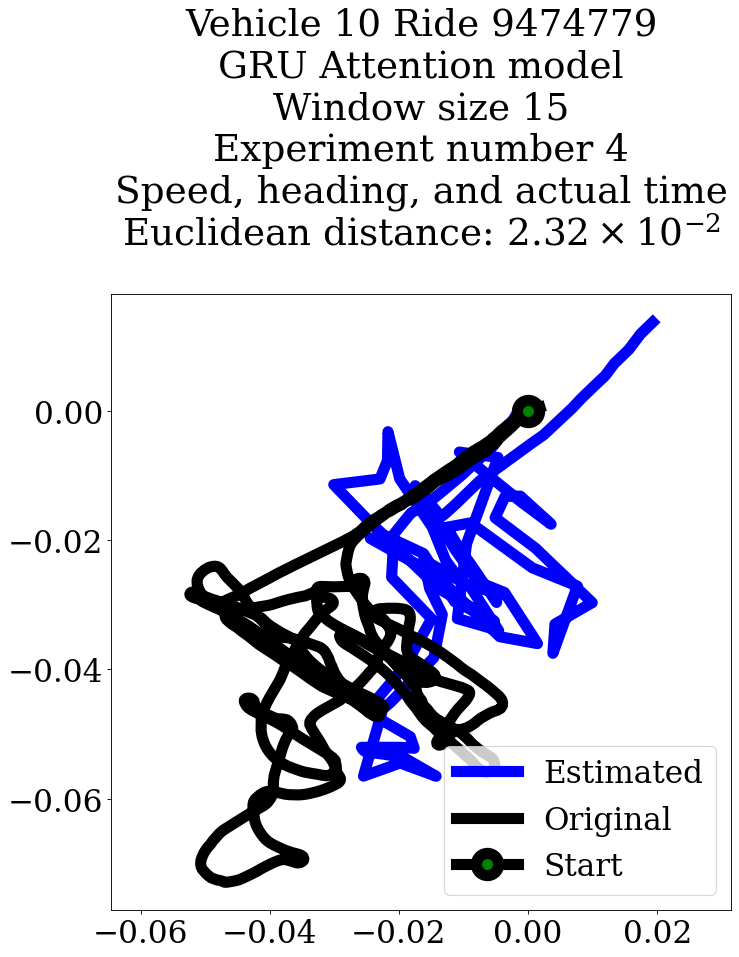 Vehicle 10 Ride 9474779
GRU Attention model
Window size 15
Experiment number 4
Speed, heading, and actual time
Euclidean distance: 2.32 × 10⁻²
0.00
−0.02
−0.04
−0.06
Estimated
Original
Start
−0.06 −0.04 −0.02 0.00 0.02